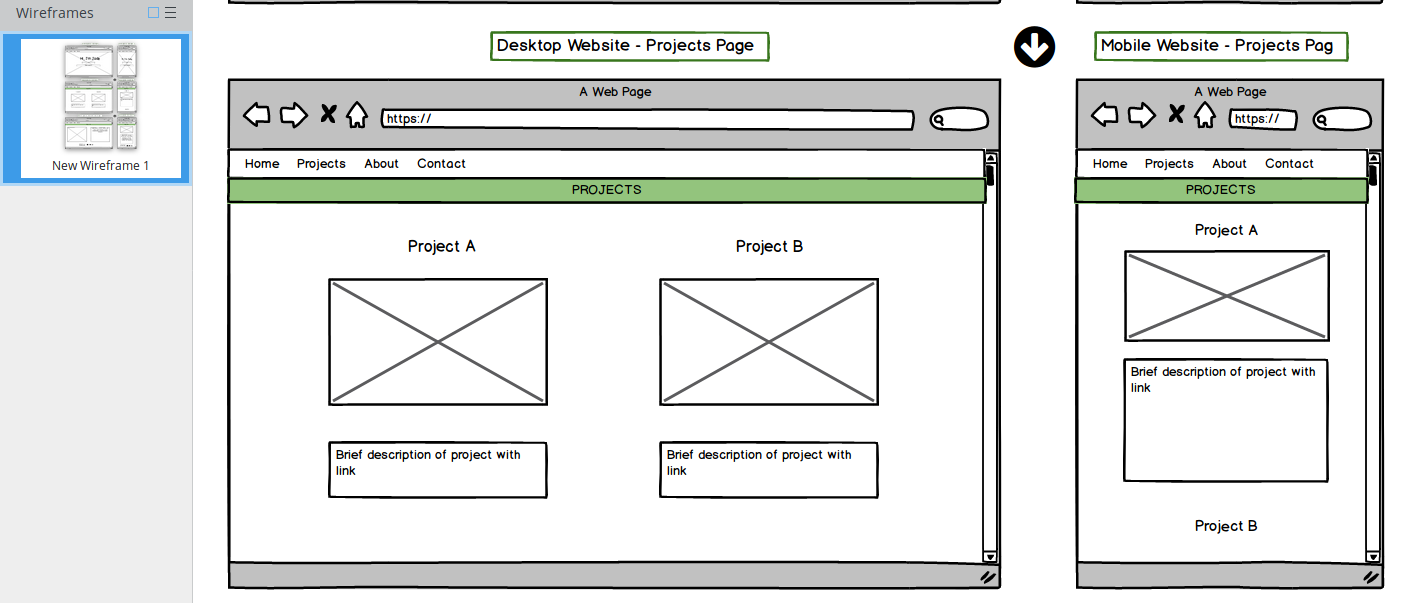 Wireframes
New Wireframe 1
Desktop Website - Projects Page
A Web Page
https://
Home Projects About Contact
PROJECTS
Project A Project B
Brief description of project with
link
Brief description of project with
link
Mobile Website - Projects Pag
A Web Page
https://
Home Projects About Contact
PROJECTS
Project A
Brief description of project with
link
Project B